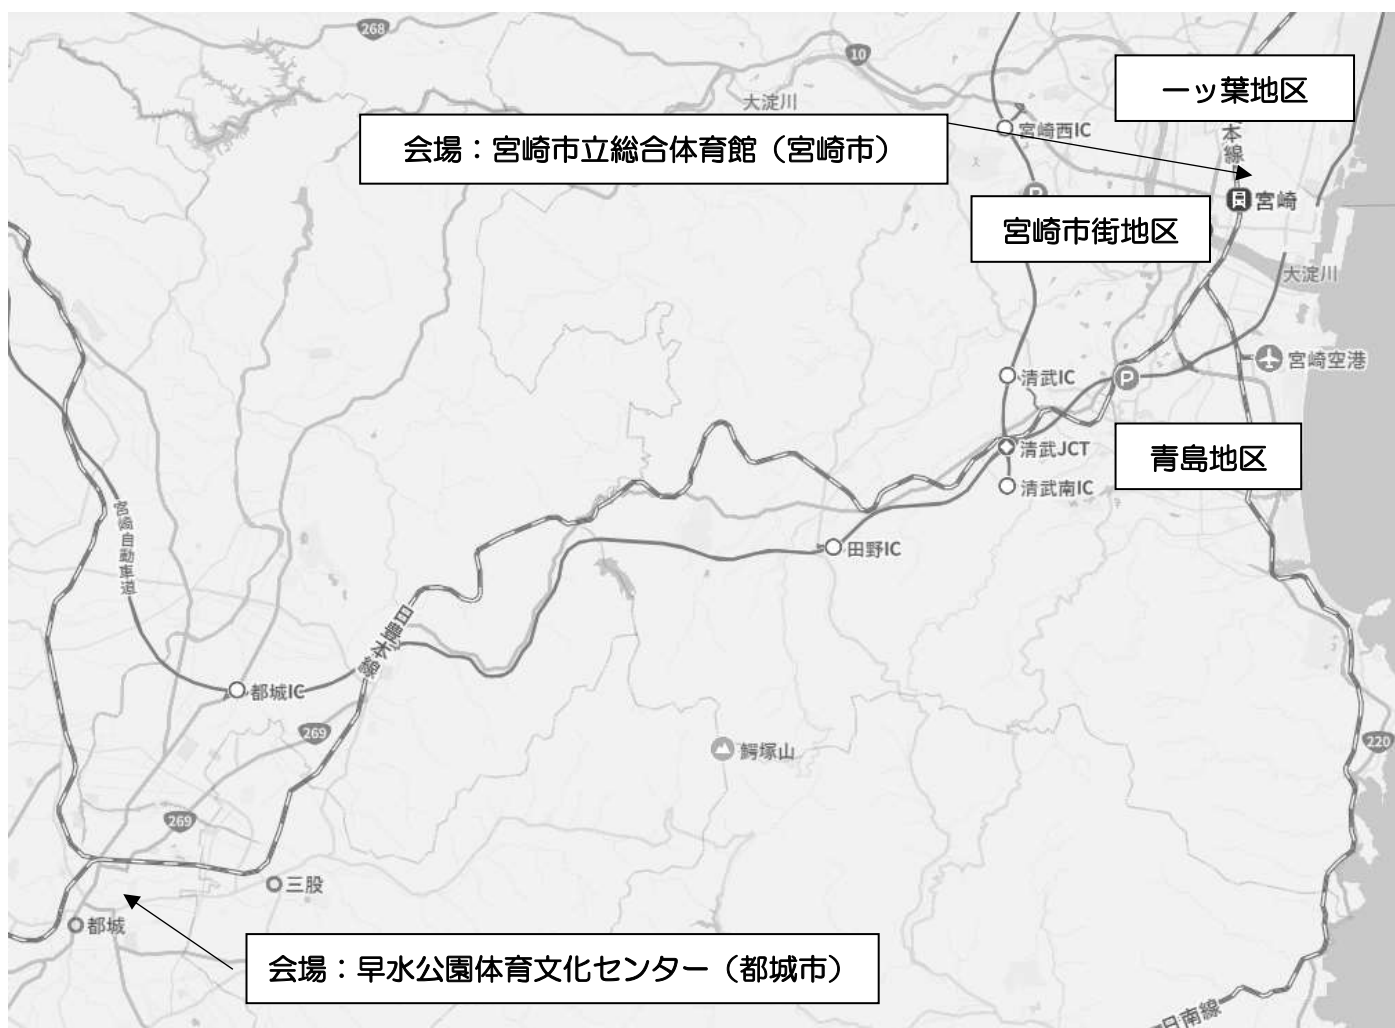 268
10
一ッ葉地区
大淀川
宮崎西IC
会場：宮崎市立総合体育館（宮崎市）
本線
P
宮崎
宮崎市街地区
大淀川
宮崎空港
清武IC
P
清武JCT
青島地区
清武南IC
宮崎自動車道
田野IC
日豊本線
都城IC
269
鰐塚山
220
269
三股
都城
会場：早水公園体育文化センター（都城市）
日南線